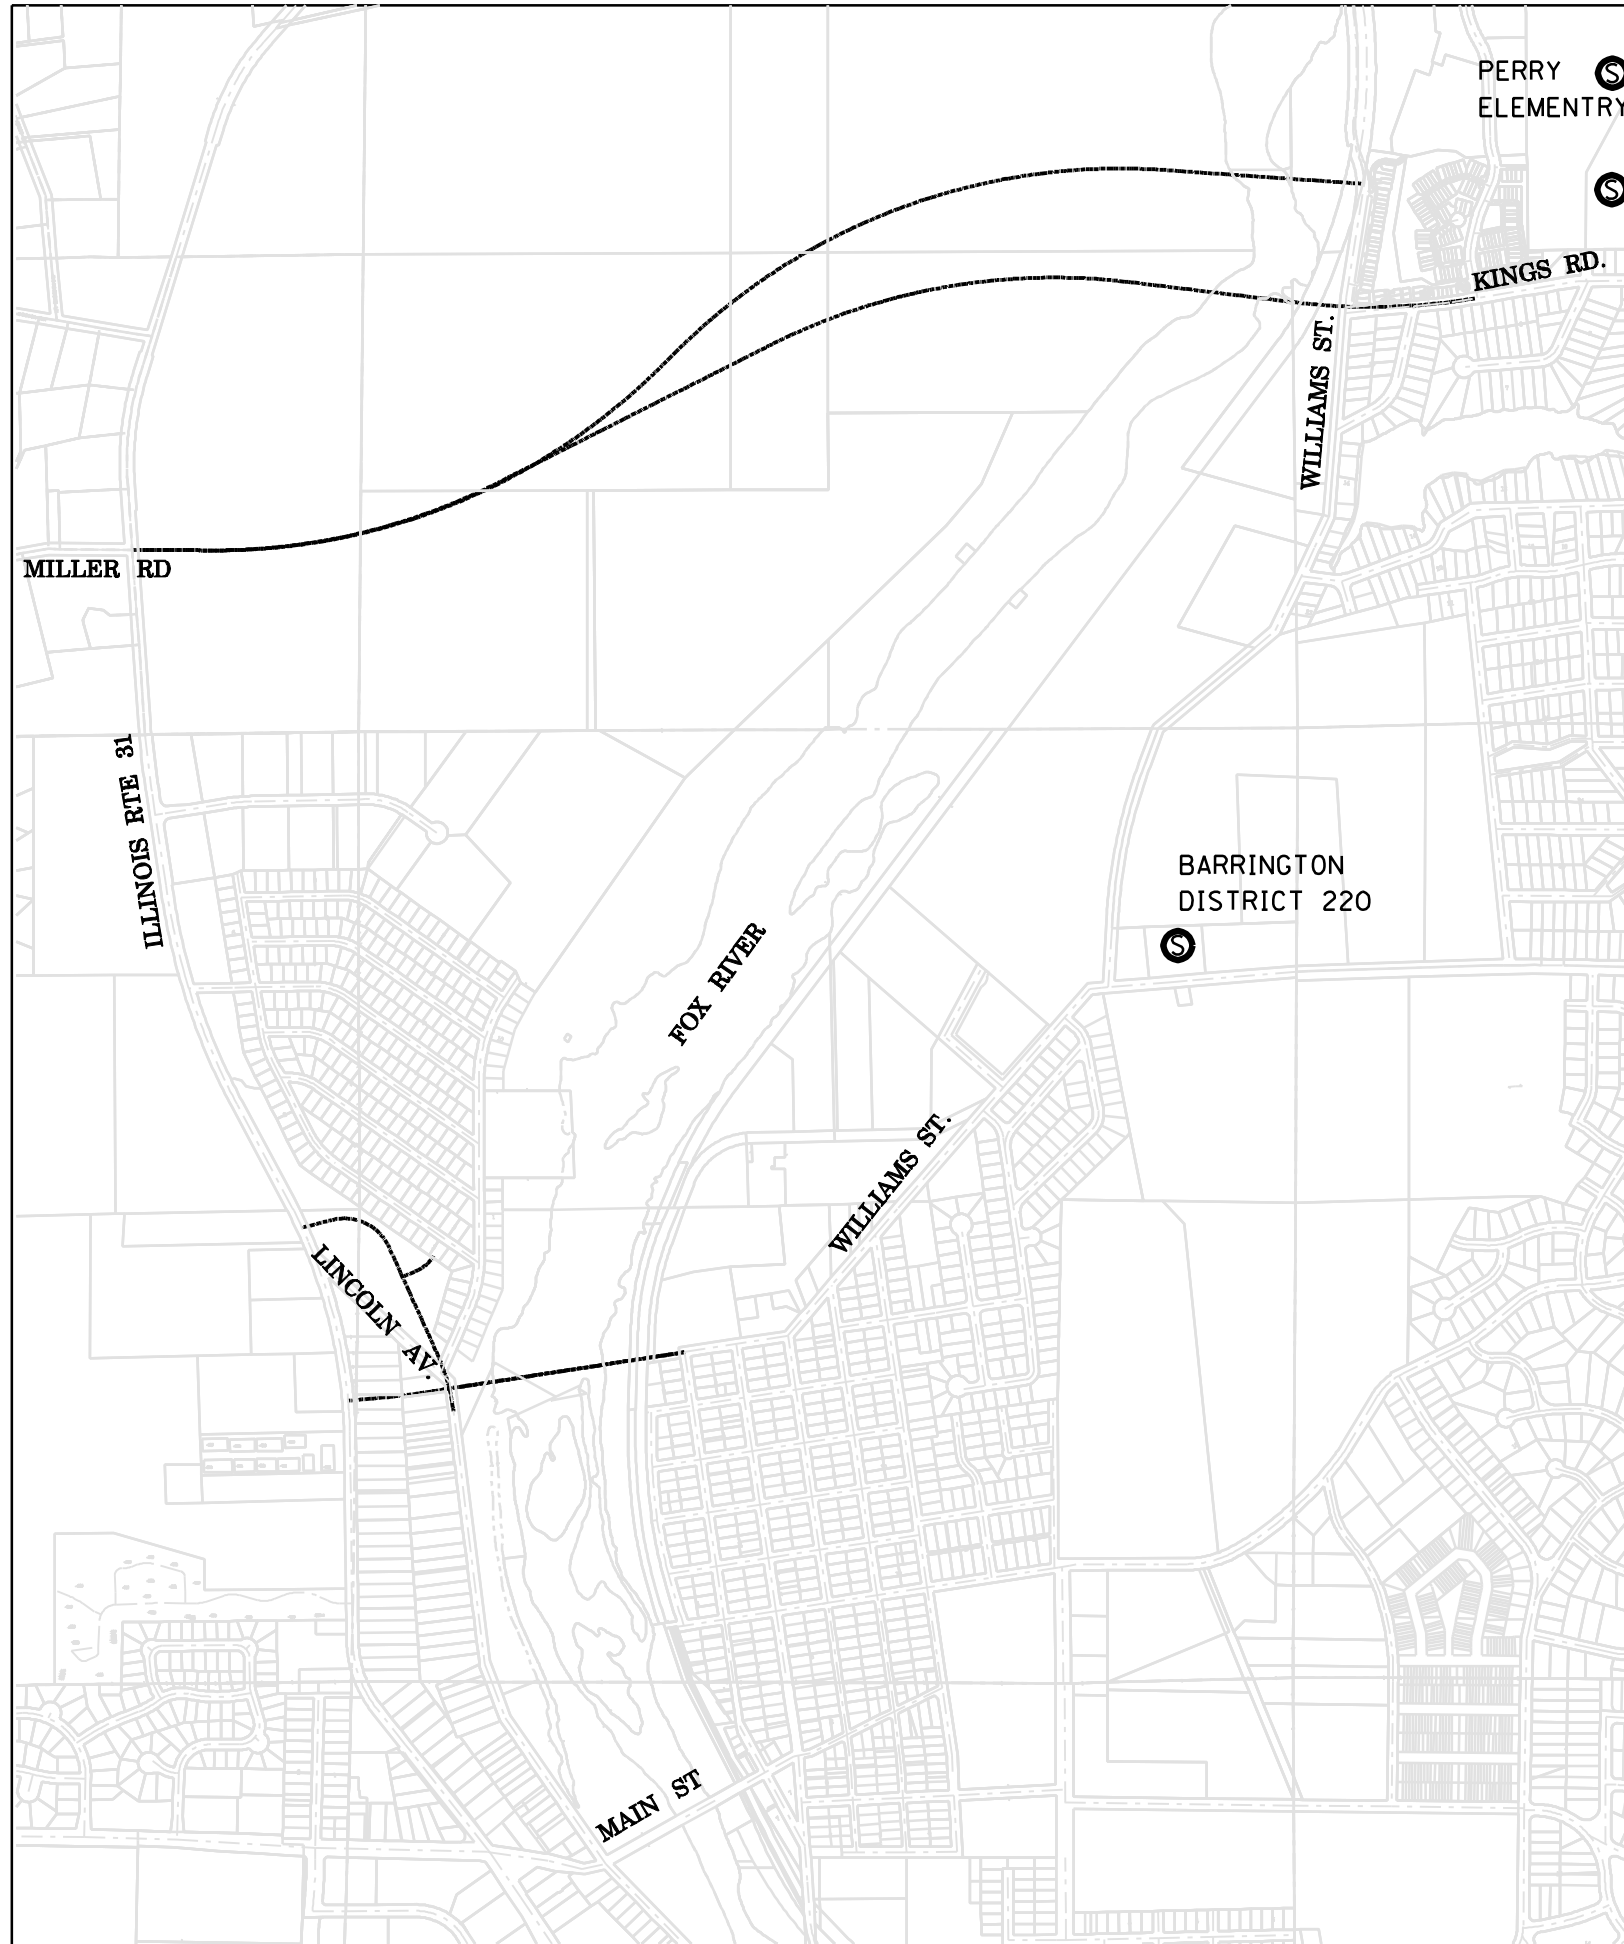 PERRY
ELEMENTRY
S
S
KINGS RD.
WILLIAMS ST.
MILLER RD
ILLINOIS RTE 31
BARRINGTON
DISTRICT 220
S
FOX RIVER
WILLIAMS ST.
LINCOLN AV.
MAIN ST